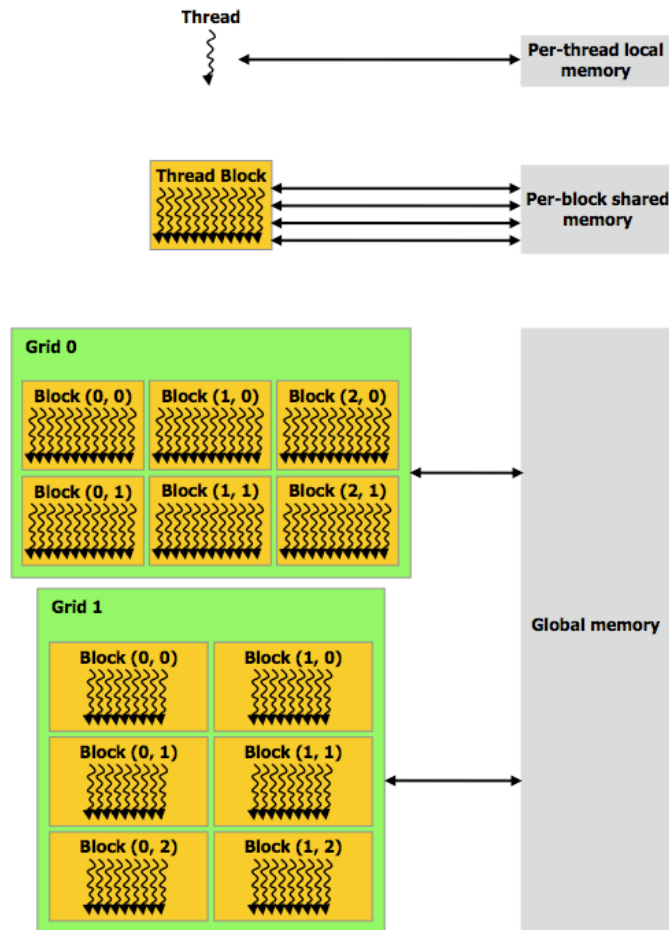 Thread
Per-thread local
memory
Thread Block
Per-block shared
memory
Grid 0
Block (0, 0)
Block (1, 0)
Block (2, 0)
Block (0, 1)
Block (1, 1)
Block (2, 1)
Grid 1
Global memory
Block (0, 0)
Block (1, 0)
Block (0, 1)
Block (1, 1)
Block (0, 2)
Block (1, 2)